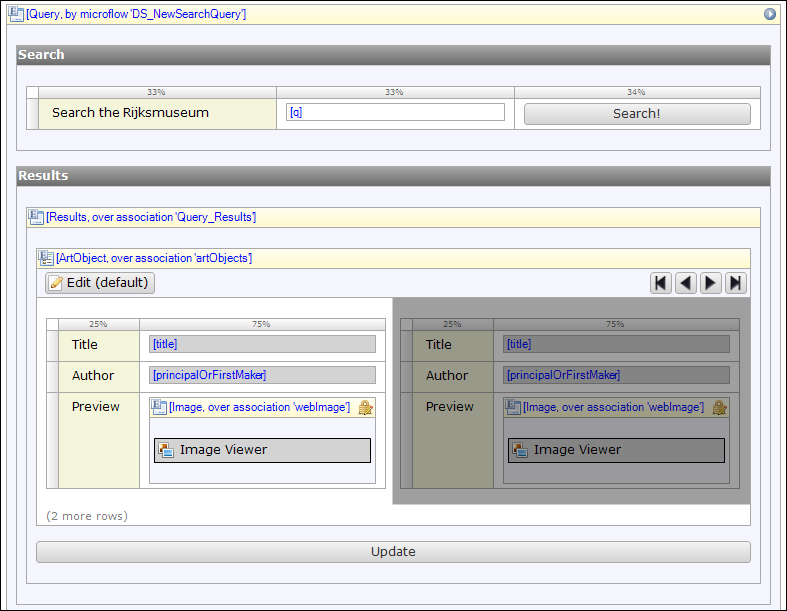 [Query, by microflow 'DS_NewSearchQuery']
Search
33% 33% 34%
Search the Rijksmuseum [q] Search!
Results
[Results, over association 'Query_Results']
[ArtObject, over association 'artObjects']
Edit (default)
25% 75% 25% 75%
Title [title] Title [title]
Author [principalOrFirstMaker] Author [principalOrFirstMaker]
Preview [Image, over association 'webImage'] Preview [Image, over association 'webImage']
Image Viewer Image Viewer
(2 more rows)
Update